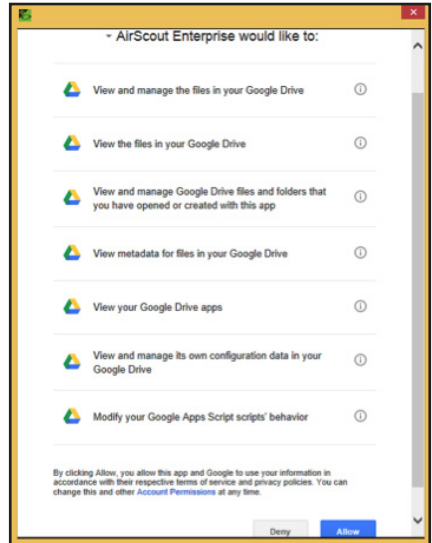 - AirScout Enterprise would like to:
View and manage the files in your Google Drive
View the files in your Google Drive
View and manage Google Drive files and folders that
you have opened or created with this app
View metadata for files in your Google Drive
View your Google Drive apps
View and manage its own configuration data in your
Google Drive
Modify your Google Apps Script scripts' behavior
By clicking Allow, you allow this app and Google to use your information in
accordance with their respective terms of service and privacy policies. You can
change this and other Account Permissions at any time.
Deny Allow